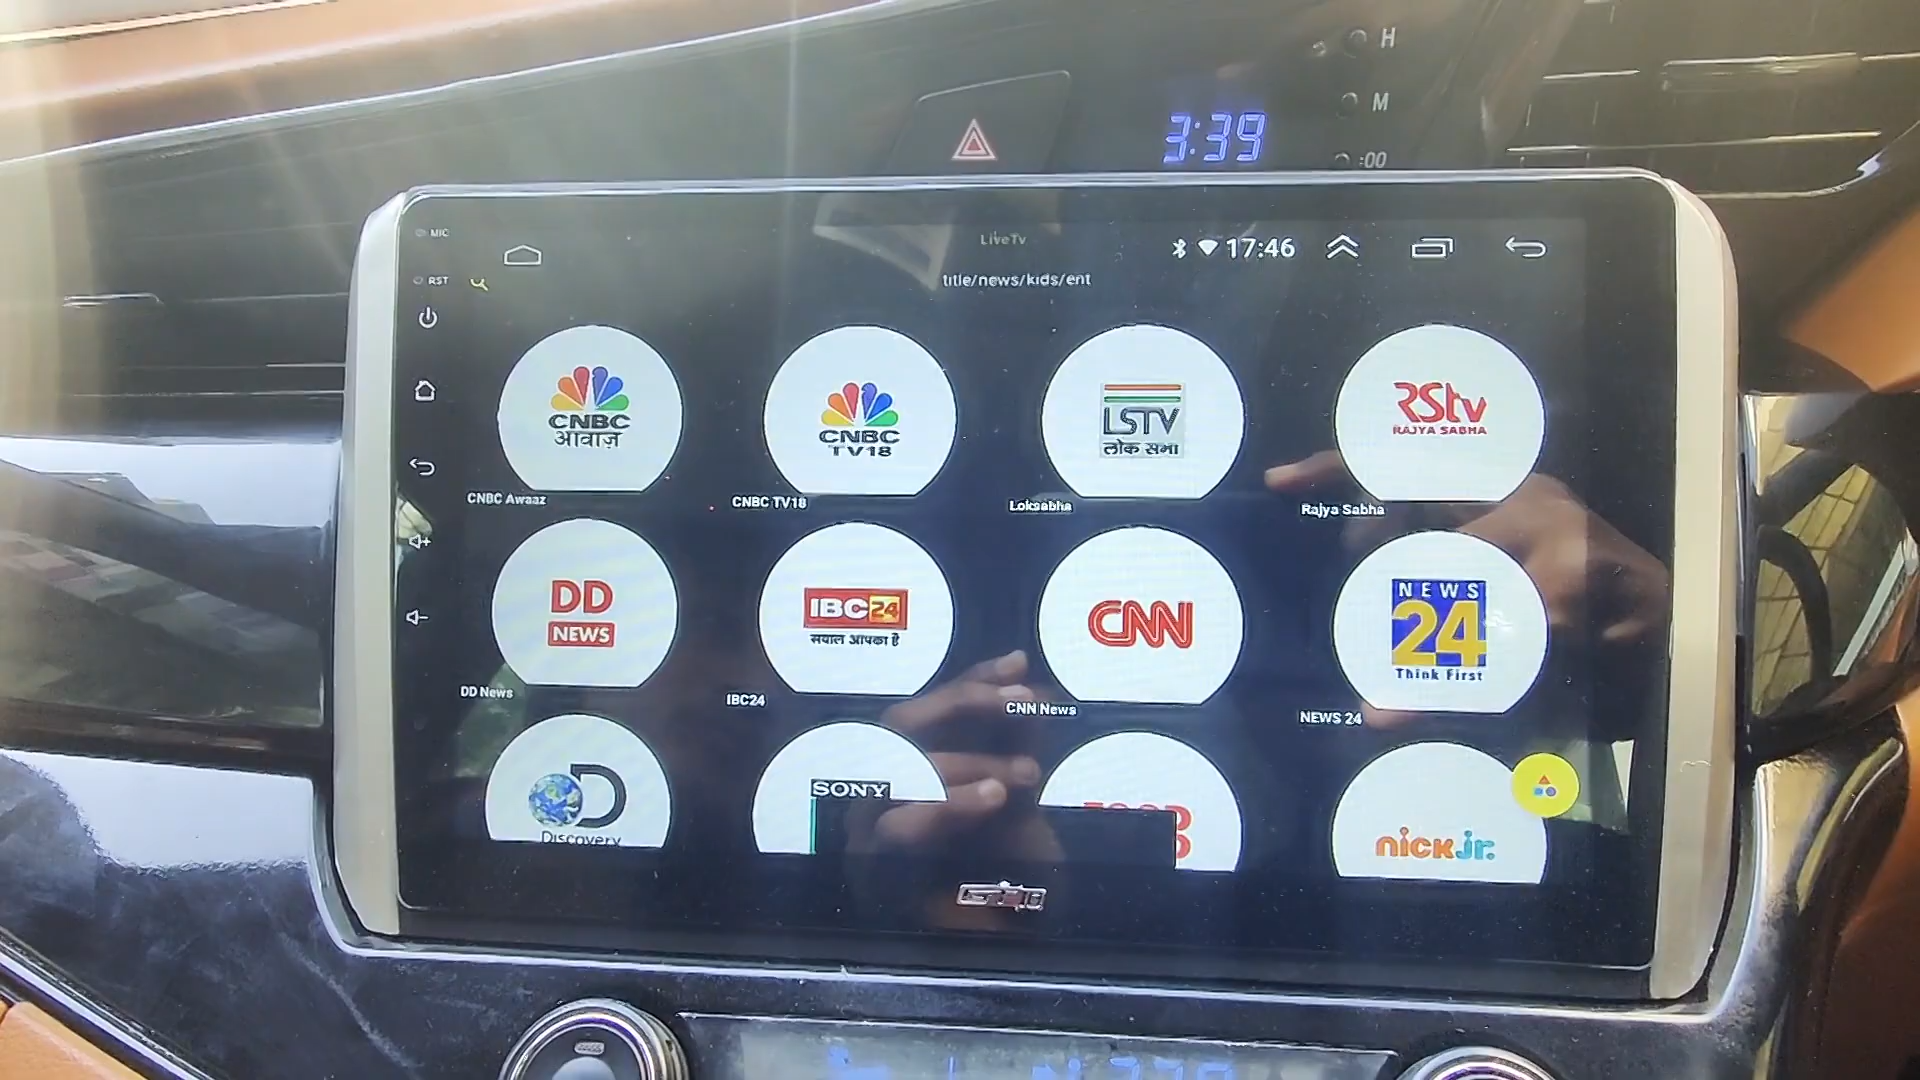 H
M
3:39
:00
MIC
LiveTv
17:46
RST
title/news/kids/ent
CNBC
आवाज़
CNBC
TV18
LSTV
लोक सभा
RStv
RAJYA SABHA
CNBC Awaaz
CNBC TV18
Loksabha
Rajya Sabha
DD
NEWS
IBC24
सवाल आपका है
CNN
NEWS
24
Think First
DD News
IBC24
CNN News
NEWS 24
Discovery
SONY
nick jr.